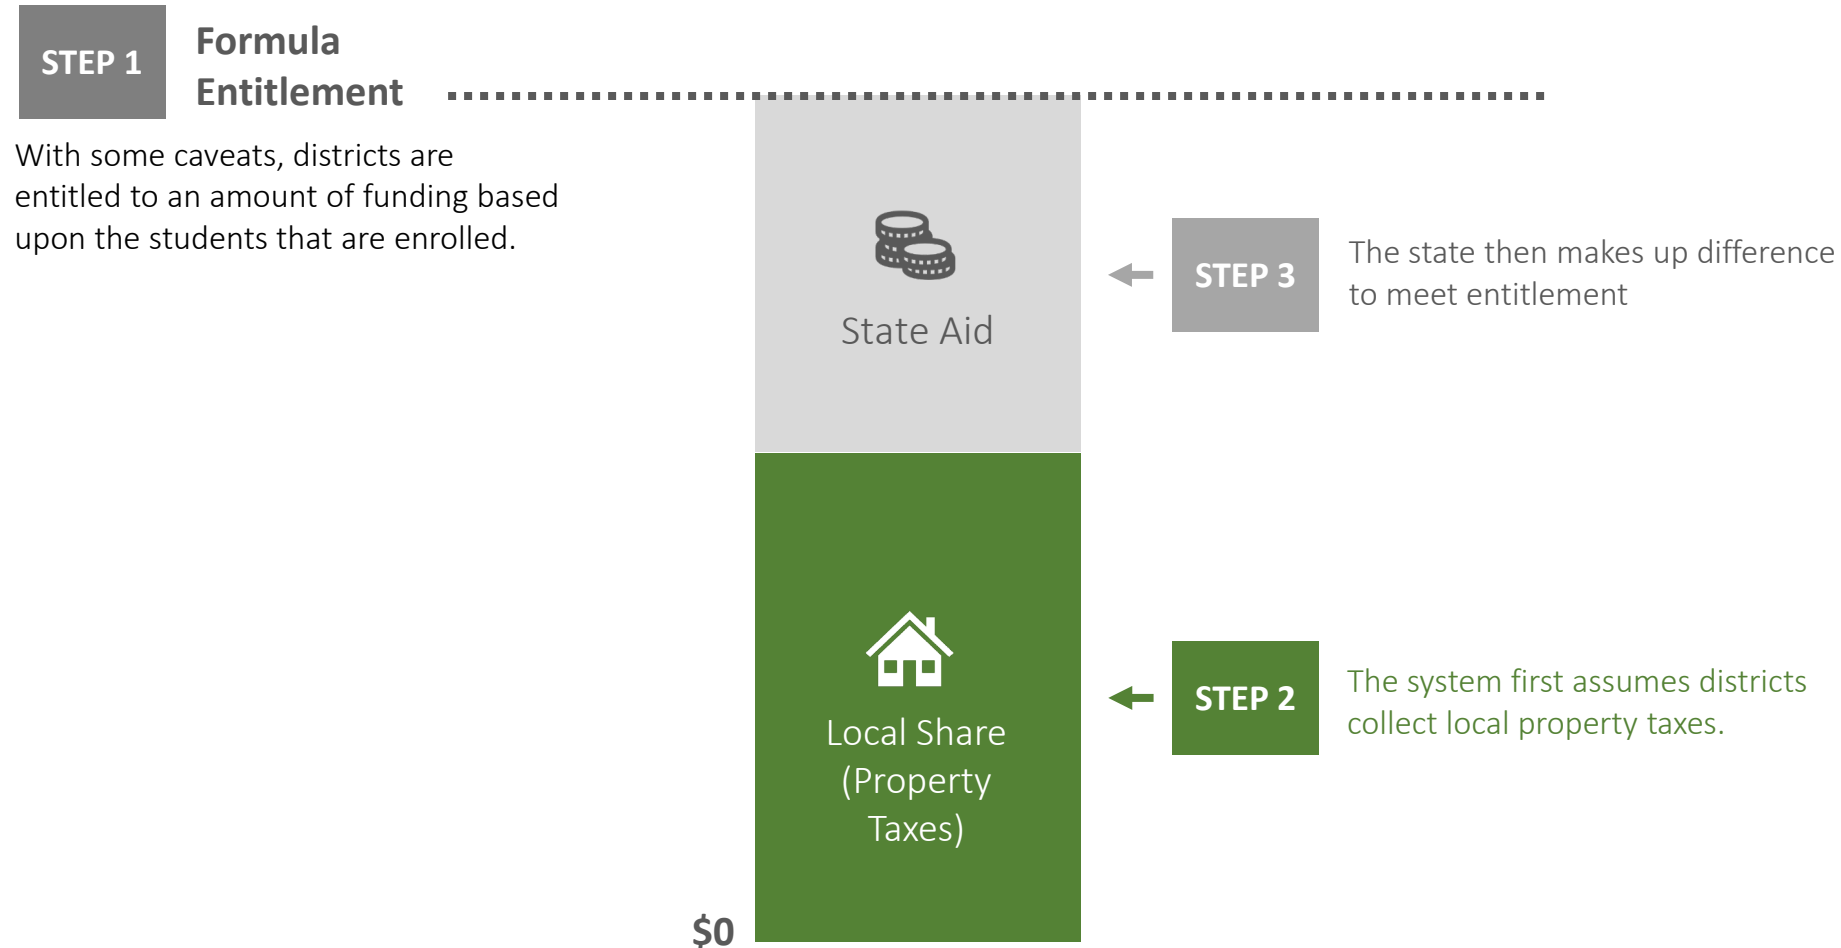 STEP 1
Formula
Entitlement
With some caveats, districts are
entitled to an amount of funding based
upon the students that are enrolled.
State Aid
STEP 3
The state then makes up difference
to meet entitlement
Local Share
(Property
Taxes)
STEP 2
The system first assumes districts
collect local property taxes.
$0